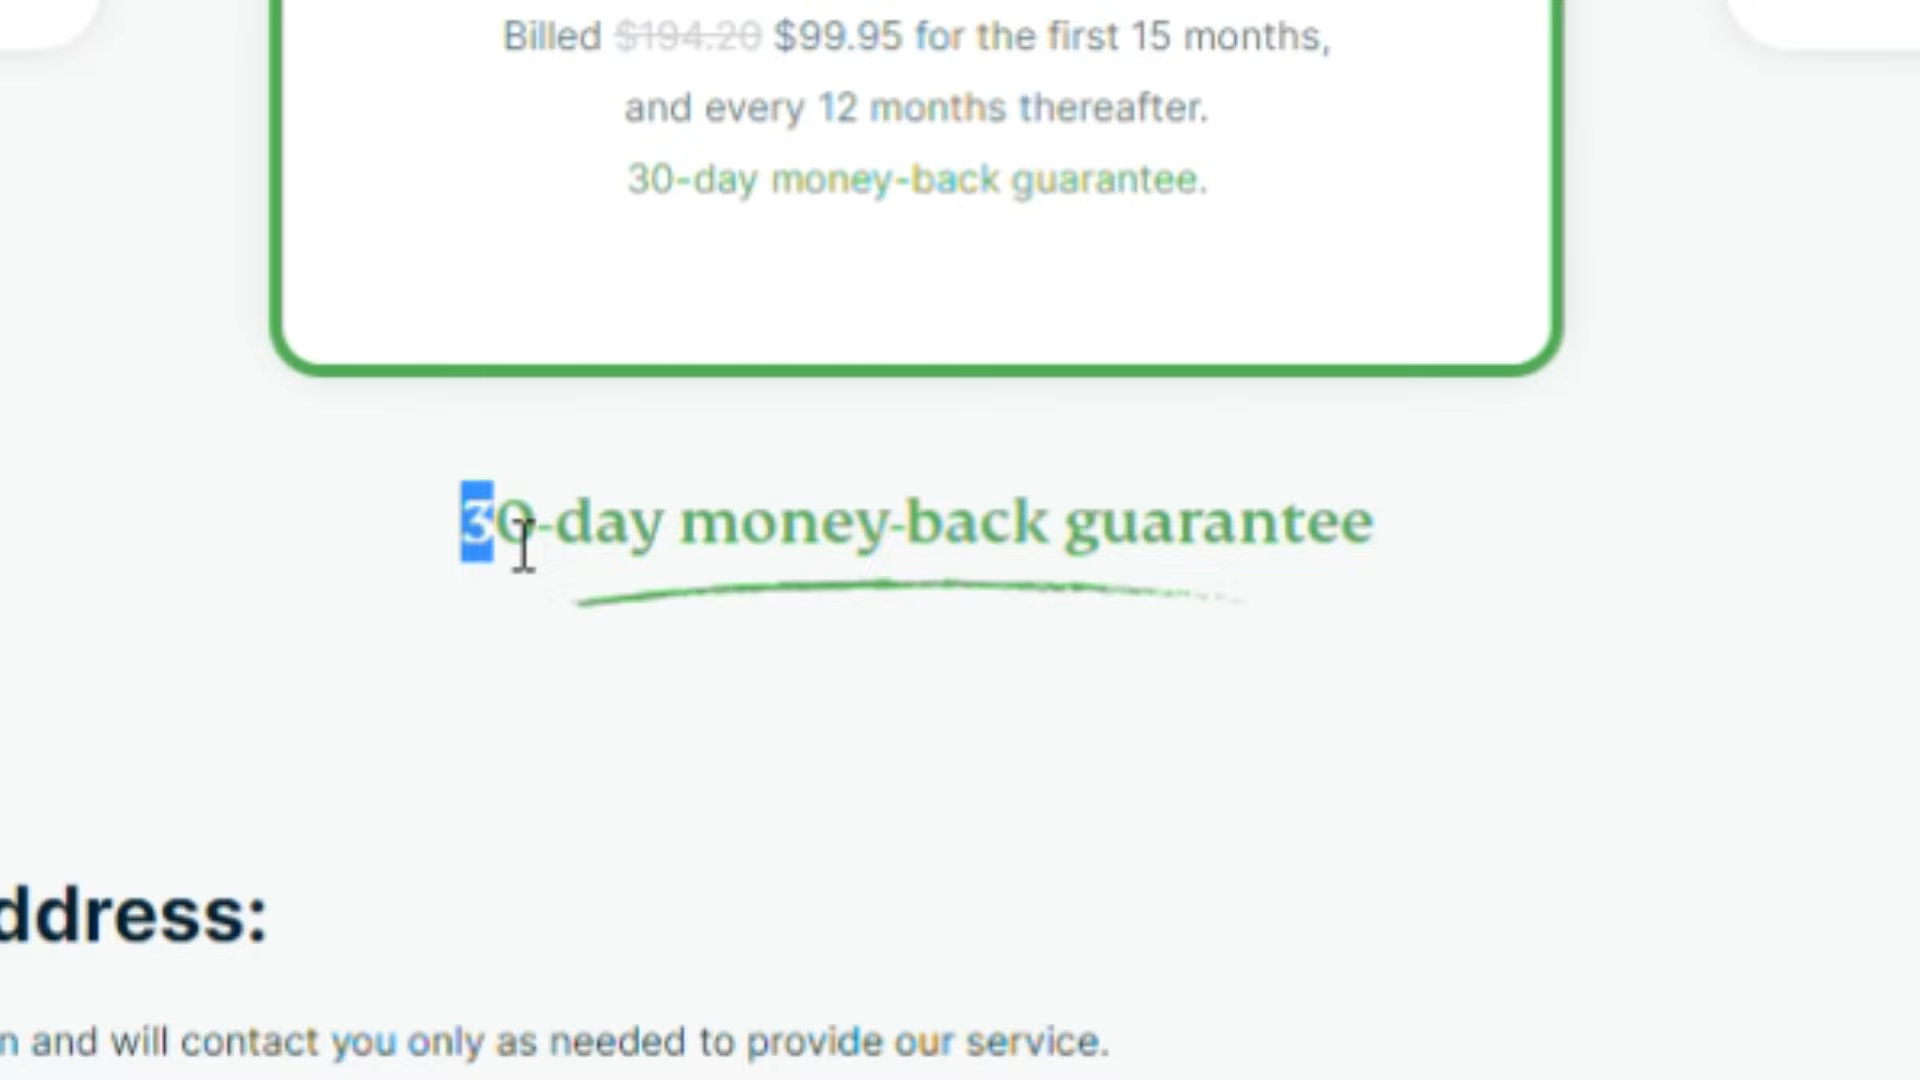 Billed $194.20 $99.95 for the first 15 months,
and every 12 months thereafter.
30-day money-back guarantee.
30-day money-back guarantee
ddress:
n and will contact you only as needed to provide our service.